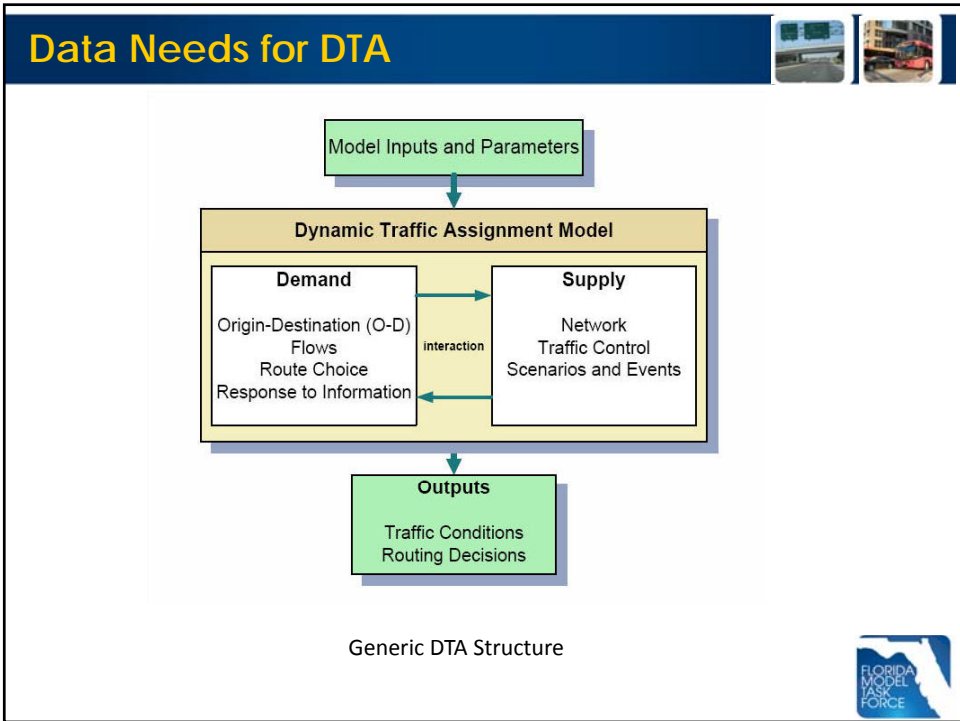 Data Needs for DTA
Model Inputs and Parameters
Dynamic Traffic Assignment Model
Demand
Origin-Destination (O-D)
Flows
Route Choice
Response to Information
interaction
Supply
Network
Traffic Control
Scenarios and Events
Outputs
Traffic Conditions
Routing Decisions
Generic DTA Structure
FLORIDA
MODEL
TASK
FORCE